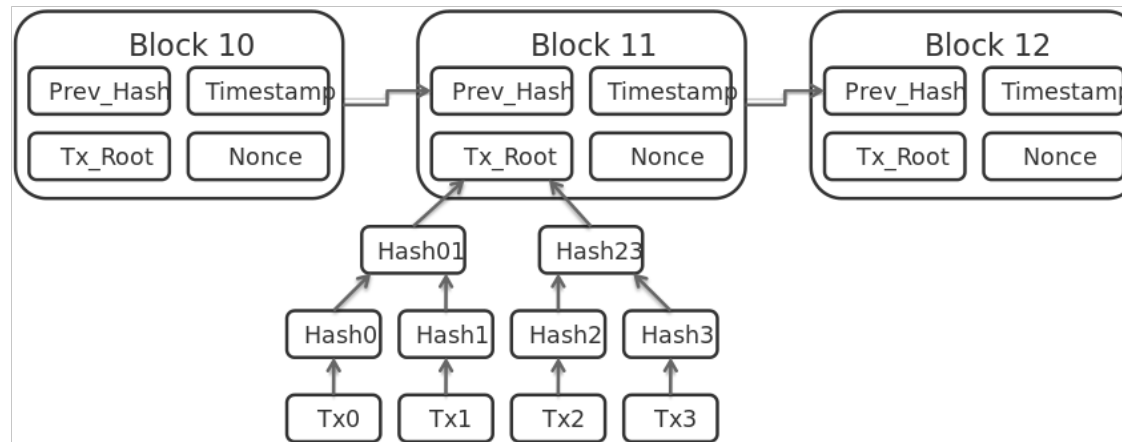 Block 10
Block 11
Block 12
Prev_Hash
Timestamp
Prev_Hash
Timestamp
Prev_Hash
Timestamp
Tx_Root
Nonce
Tx_Root
Nonce
Tx_Root
Nonce
Hash01
Hash23
Hash0
Hash1
Hash2
Hash3
Tx0
Tx1
Tx2
Tx3